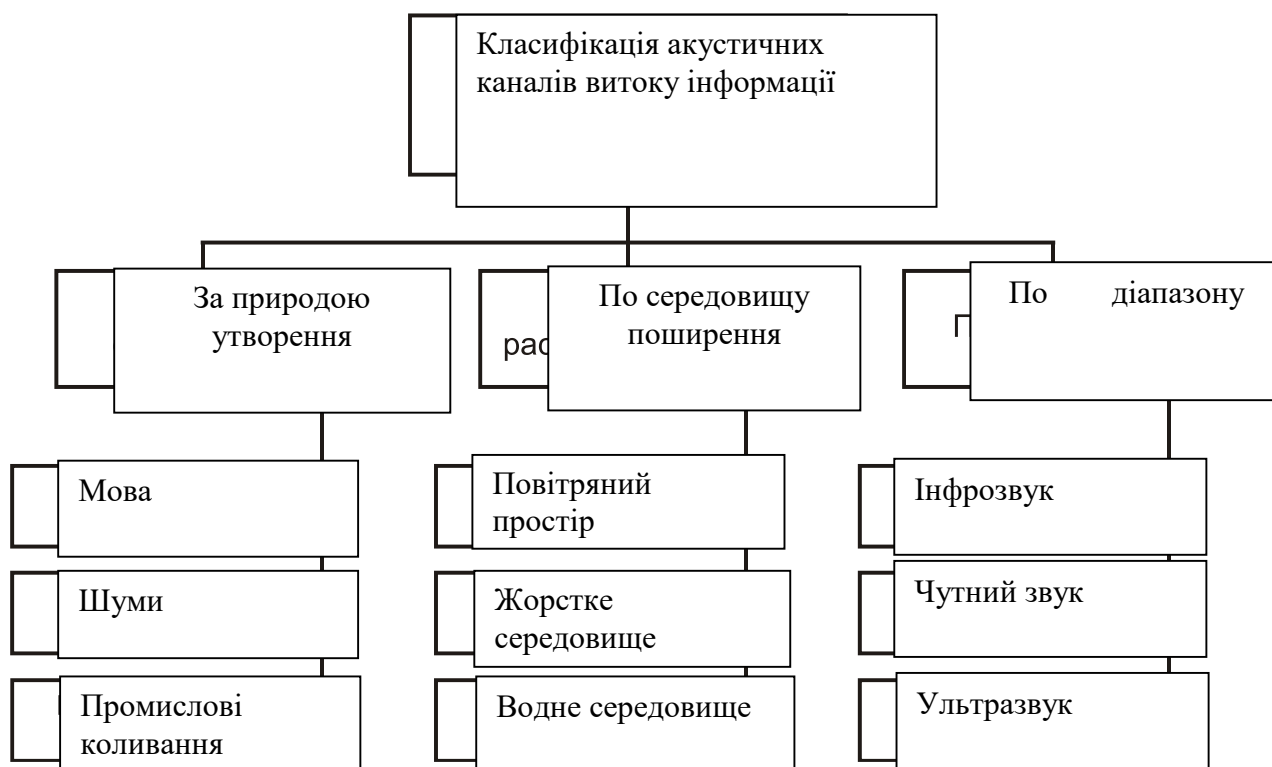 Класифікація акустичних
каналів витоку інформації
За природою
утворення
По середовищу
поширення
рас
По діапазону
Мова
Повітряний
простір
Інфрозвук
Шуми
Жорстке
середовище
Чутний звук
Промислові
коливання
Водне середовище
Ультразвук